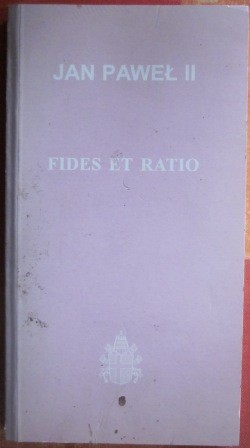 JAN PAWEŁ II
FIDES ET RATIO